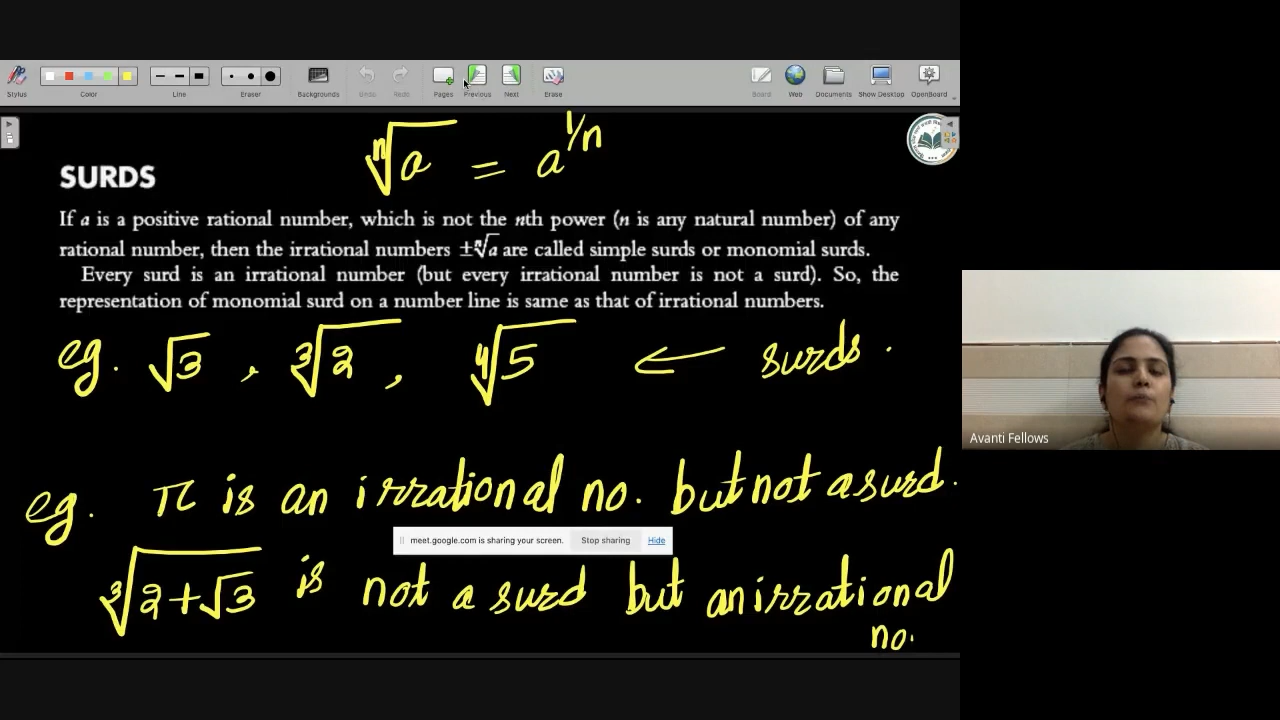 Stylus Color Line Eraser Backgrounds Undo Redo Pages Previous Next Erase Board Web Documents Show Desktop OpenBoard
ⁿ√a = a^1/n
SURDS
If a is a positive rational number, which is not the nth power (n is any natural number) of any
rational number, then the irrational numbers ±ⁿ√a are called simple surds or monomial surds.
Every surd is an irrational number (but every irrational number is not a surd). So, the
representation of monomial surd on a number line is same as that of irrational numbers.
eg. √3 , ³√2 , ⁴√5 ← surds.
eg. π is an irrational no. but not a surd.
meet.google.com is sharing your screen. Stop sharing Hide
³√(2+√3) is not a surd but an irrational
no.
Avanti Fellows